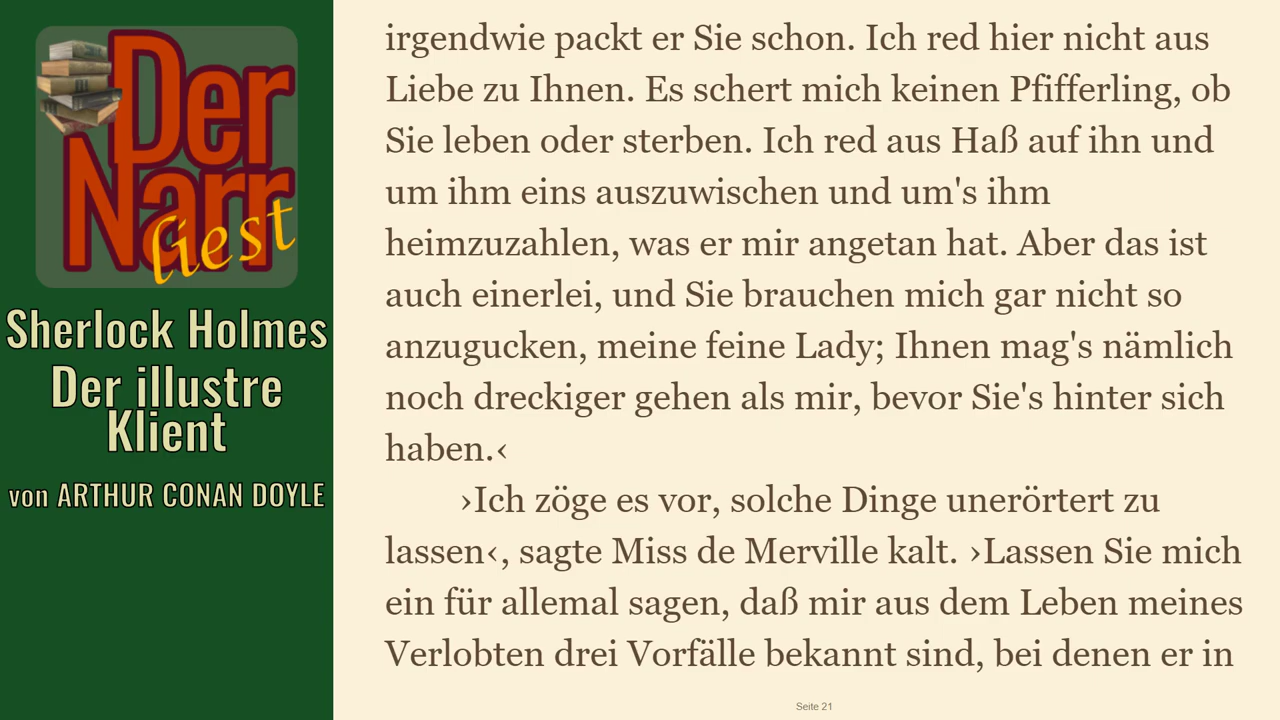 Der
Narr
liest
Sherlock Holmes
Der illustre
Klient
von ARTHUR CONAN DOYLE
irgendwie packt er Sie schon. Ich red hier nicht aus
Liebe zu Ihnen. Es schert mich keinen Pfifferling, ob
Sie leben oder sterben. Ich red aus Haß auf ihn und
um ihm eins auszuwischen und um's ihm
heimzuzahlen, was er mir angetan hat. Aber das ist
auch einerlei, und Sie brauchen mich gar nicht so
anzugucken, meine feine Lady; Ihnen mag's nämlich
noch dreckiger gehen als mir, bevor Sie's hinter sich
haben.‹
›Ich zöge es vor, solche Dinge unerörtert zu
lassen‹, sagte Miss de Merville kalt. ›Lassen Sie mich
ein für allemal sagen, daß mir aus dem Leben meines
Verlobten drei Vorfälle bekannt sind, bei denen er in
Seite 21